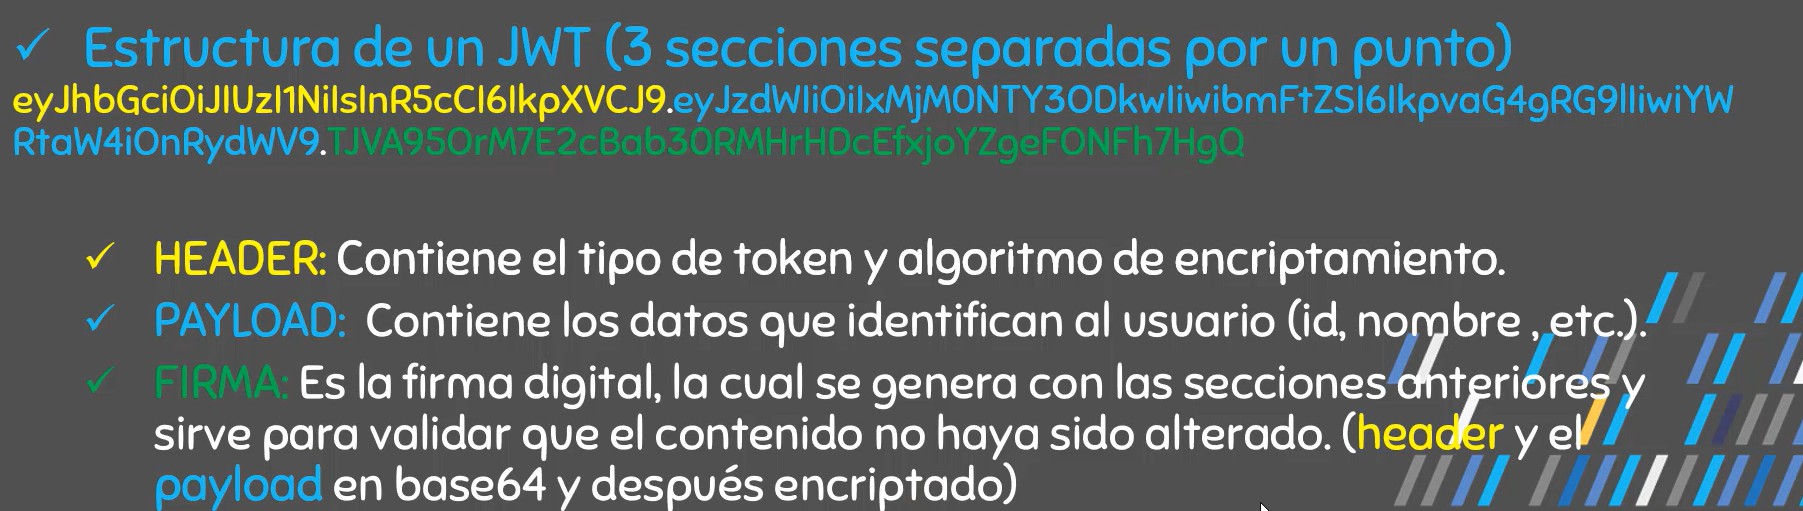 ✓ Estructura de un JWT (3 secciones separadas por un punto)
eyJhbGciOiJIUzI1NiIsInR5cCI6IkpXVCJ9.eyJzdWIiOiIxMjM0NTY3ODkwIiwibmFtZSI6IkpvaG4gRG9lIiwiYW
RtaW4iOnRydWV9.TJVA95OrM7E2cBab30RMHrHDcEfxjoYZgeFONFh7HgQ
✓ HEADER: Contiene el tipo de token y algoritmo de encriptamiento.
✓ PAYLOAD: Contiene los datos que identifican al usuario (id, nombre , etc.).
✓ FIRMA: Es la firma digital, la cual se genera con las secciones anteriores y
sirve para validar que el contenido no haya sido alterado. (header y el
payload en base64 y después encriptado)